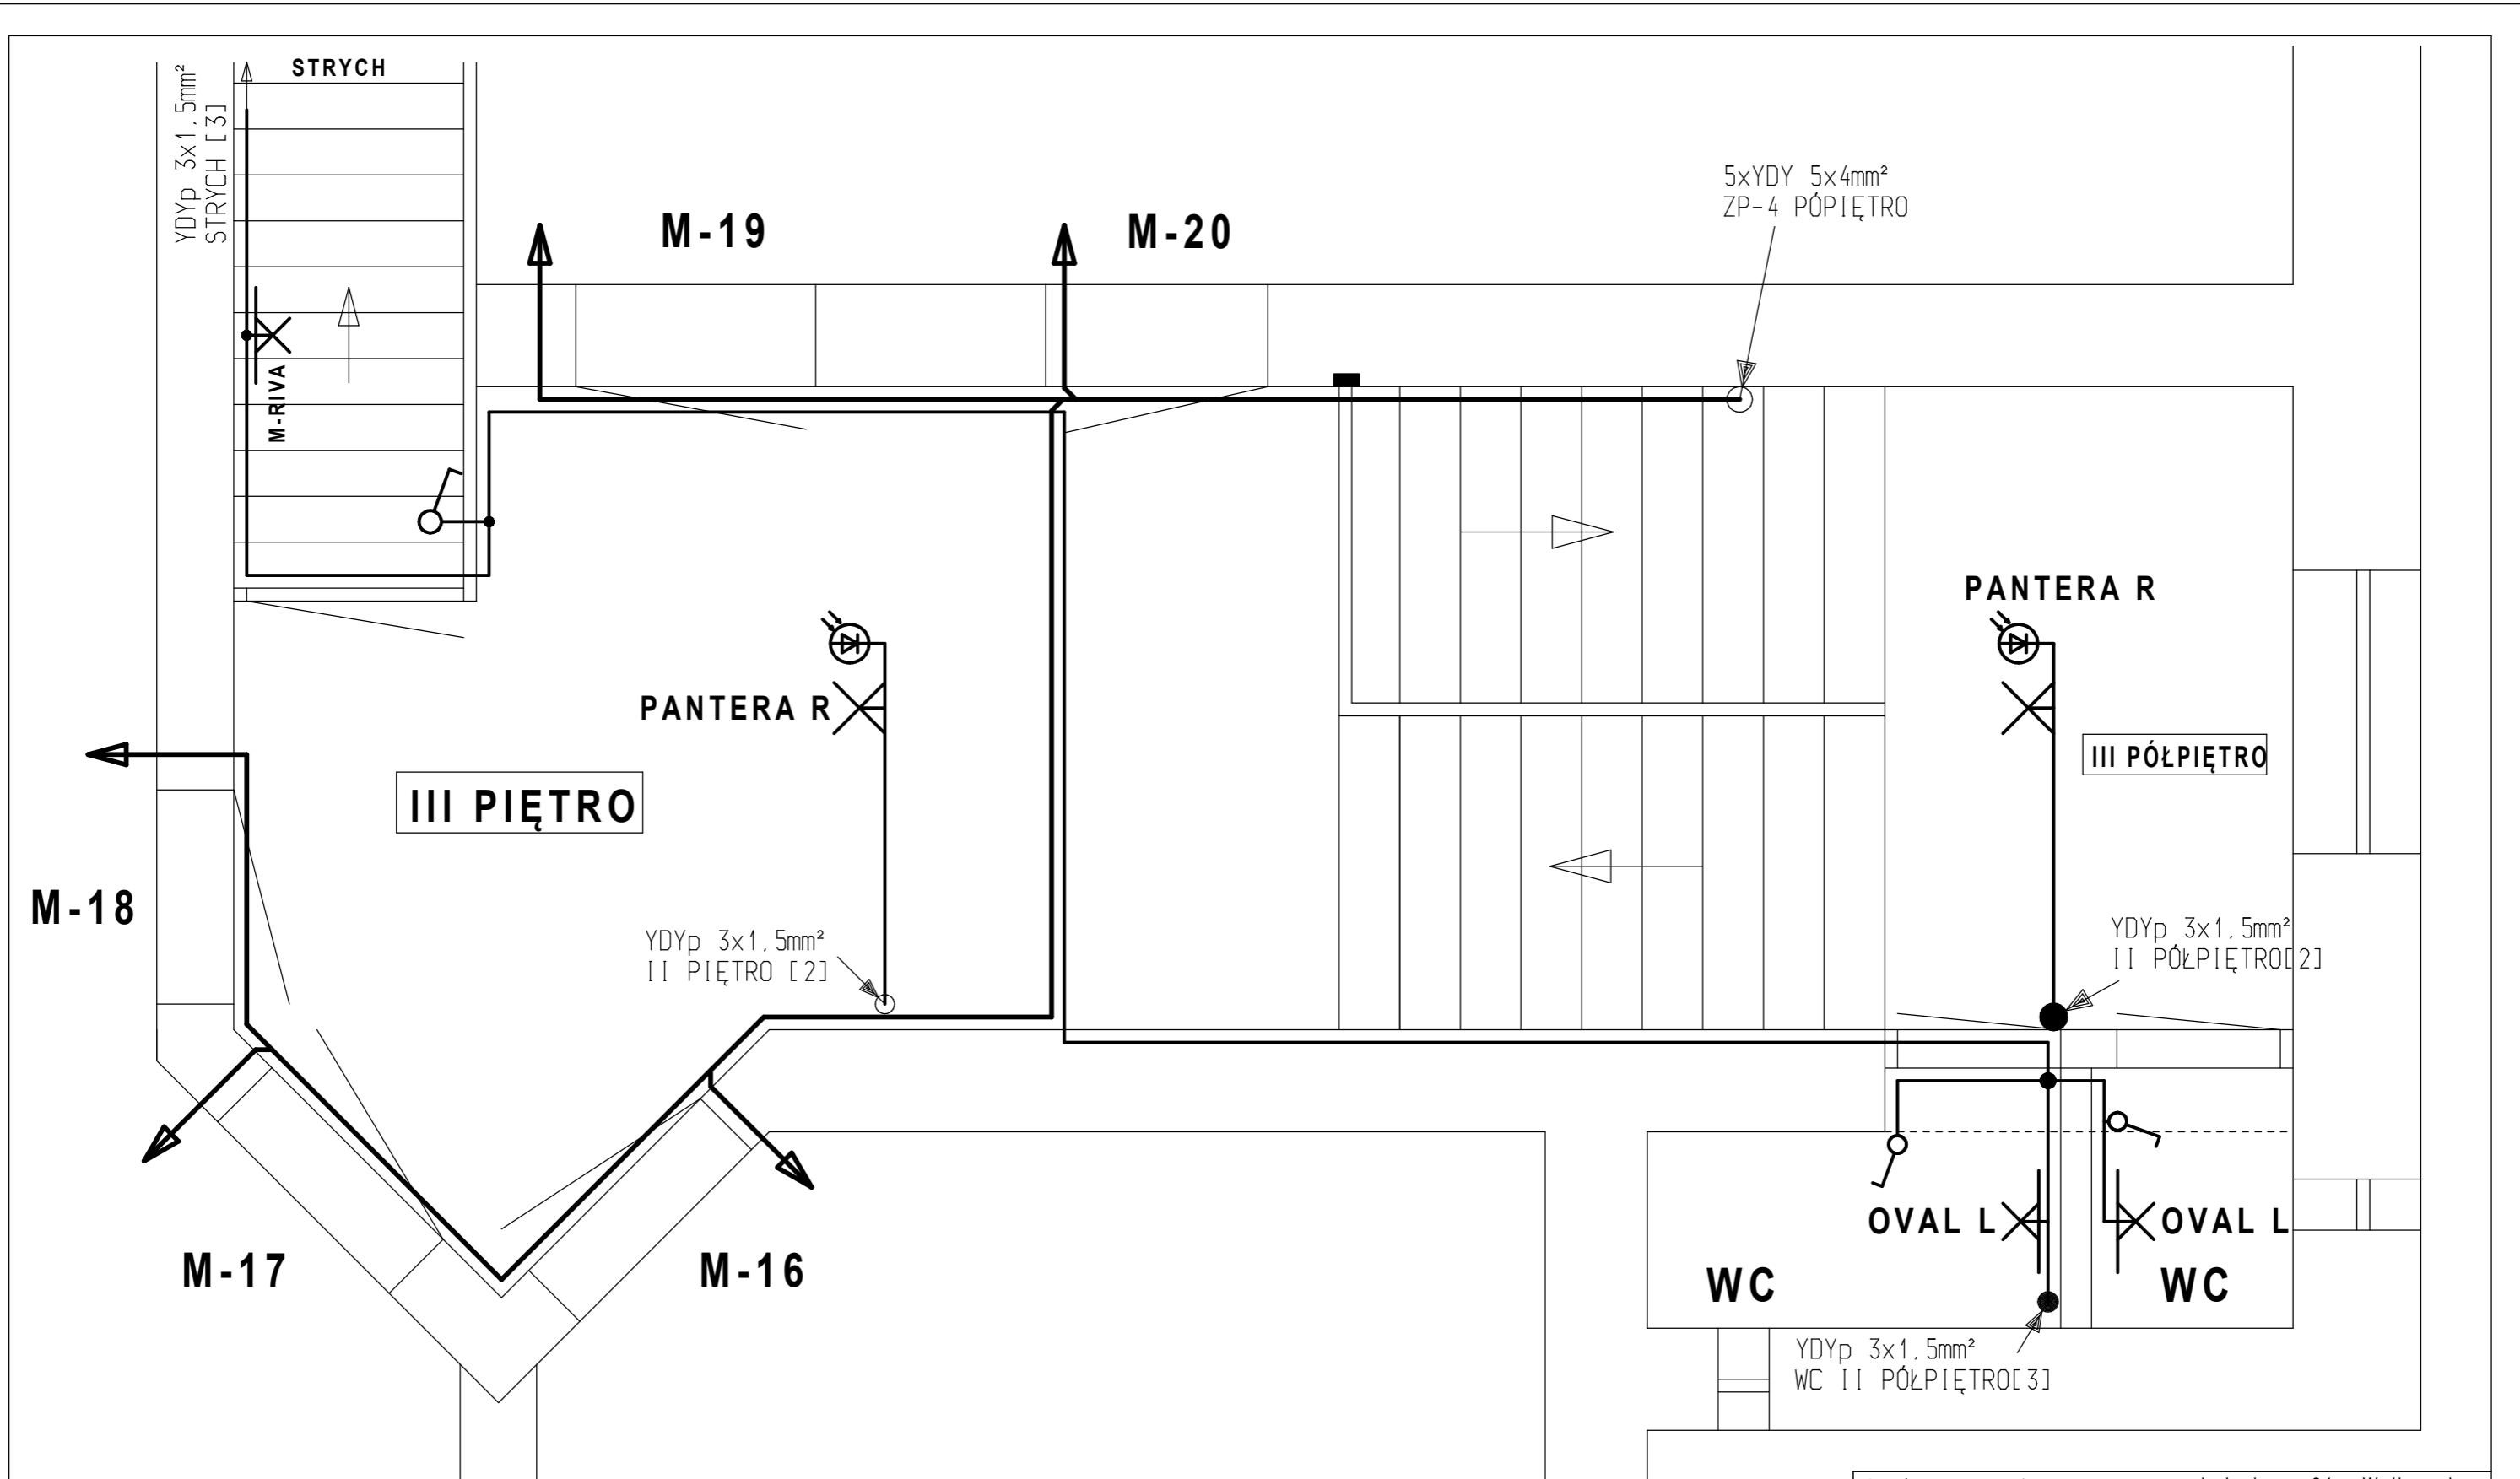 STRYCH
YDYp 3x1,5mm²
STRYCH [3]
M-RIVA
M-19
M-20
5xYDY 5x4mm²
ZP-4 PÓPIĘTRO
PANTERA R
PANTERA R
III PIĘTRO
III PÓŁPIĘTRO
M-18
YDYp 3x1,5mm²
II PIĘTRO [2]
YDYp 3x1,5mm²
II PÓŁPIĘTRO[2]
M-17
M-16
OVAL L
OVAL L
WC
WC
YDYp 3x1,5mm²
WC II PÓŁPIĘTRO[3]